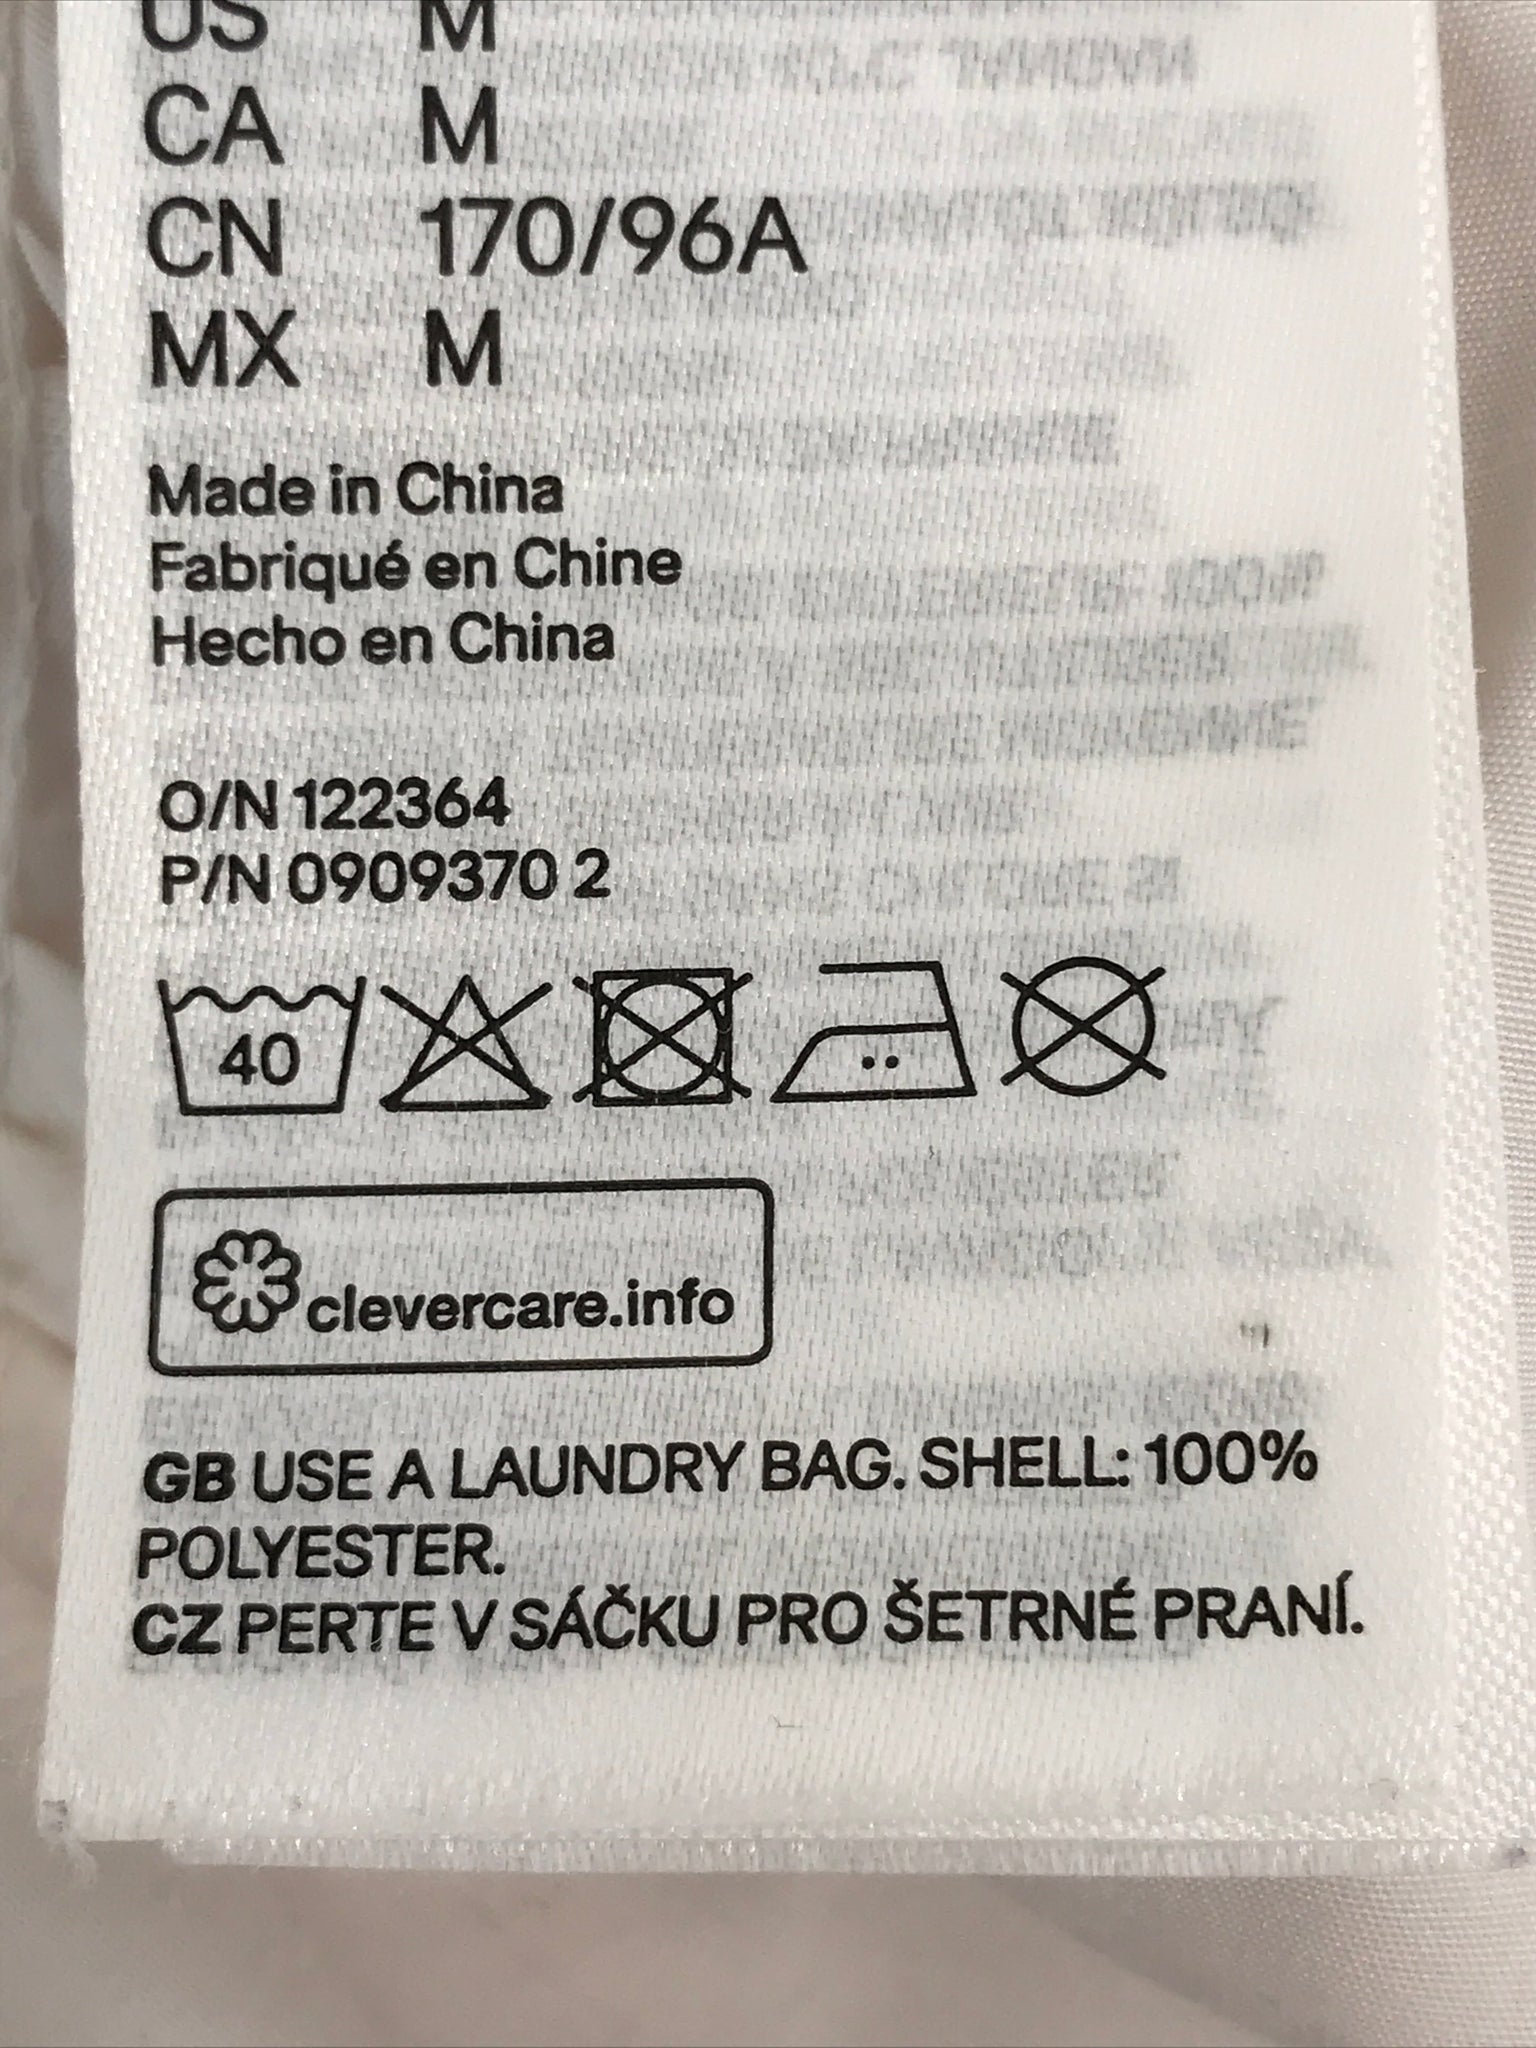 US M
CA M
CN 170/96A
MX M
Made in China
Fabriqué en Chine
Hecho en China
O/N 122364
P/N 0909370 2
40
clevercare.info
GB USE A LAUNDRY BAG. SHELL: 100%
POLYESTER.
CZ PERTE V SÁČKU PRO ŠETRNÉ PRANÍ.